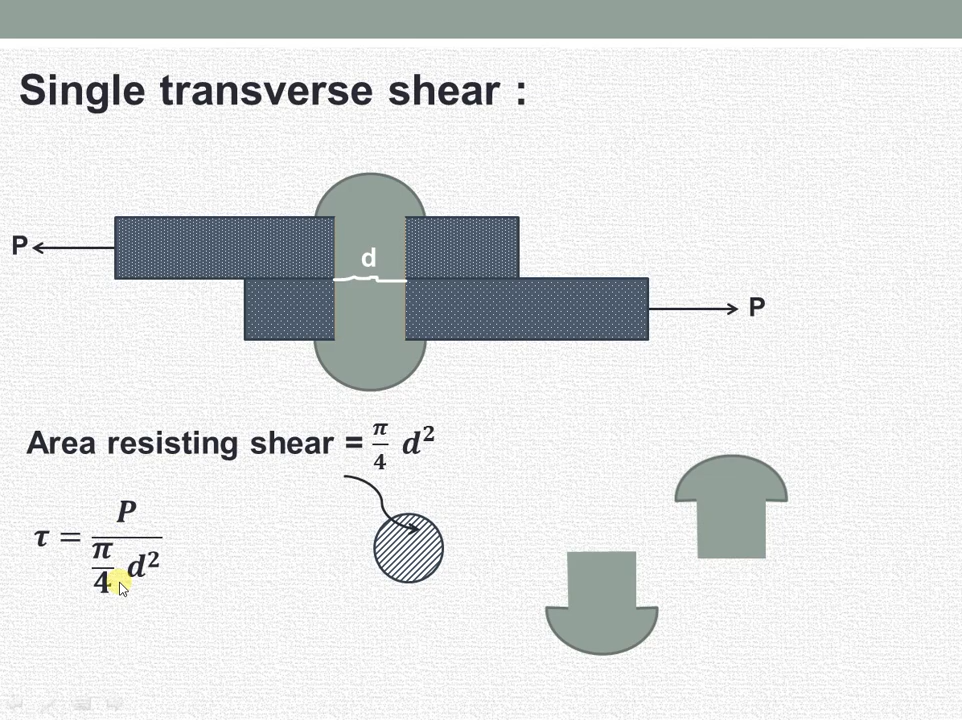 Single transverse shear :
d
P
P
Area resisting shear = π/4 d²
τ = P / (π/4 d²)